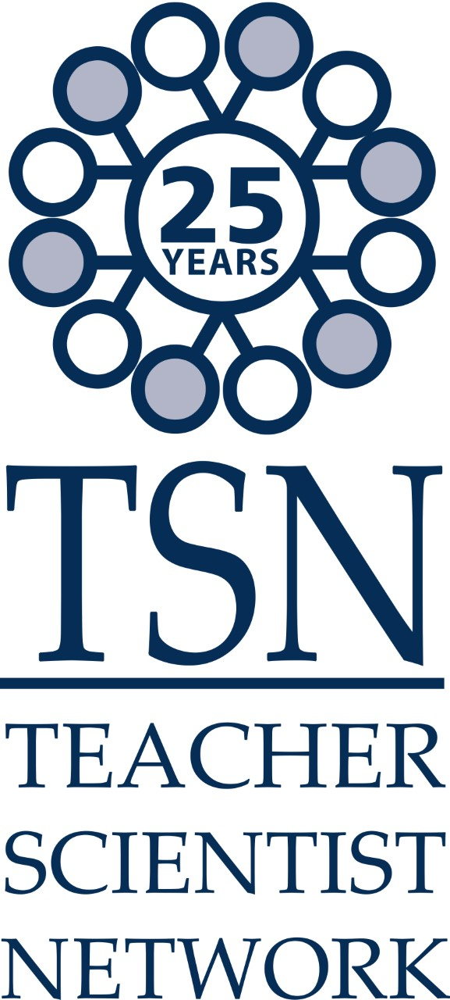 25
YEARS
TSN
TEACHER
SCIENTIST
NETWORK